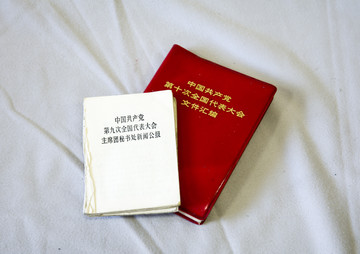 中国共产党
第九次全国代表大会
主席团秘书处新闻公报
中国共产党
第十次全国代表大会
文件汇编